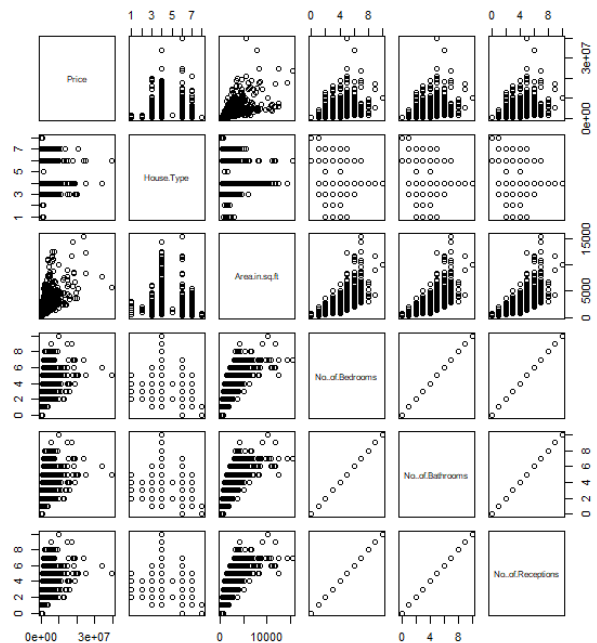 1 3 5 7 0 4 8 0 4 8
Price
0e+00 3e+07
House.Type
1 3 5 7
Area.in.sq.ft
0 5000 15000
No..of.Bedrooms
0 2 4 6 8
No..of.Bathrooms
0 2 4 6 8
No..of.Receptions
0 2 4 6 8
0e+00 3e+07 0 10000 0 4 8